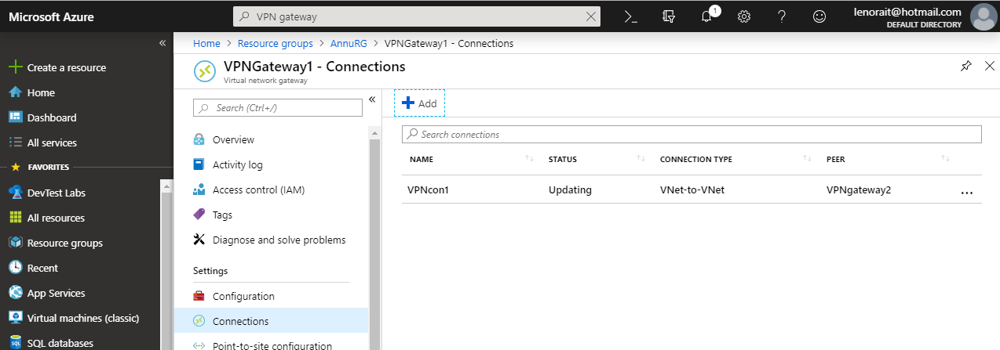 Microsoft Azure
VPN gateway
1
lenorait@hotmail.com
DEFAULT DIRECTORY
Create a resource
Home
Dashboard
All services
FAVORITES
DevTest Labs
All resources
Resource groups
Recent
App Services
Virtual machines (classic)
SQL databases
Home > Resource groups > AnnuRG > VPNGateway1 - Connections
VPNGateway1 - Connections
Virtual network gateway
Search (Ctrl+/)
Overview
Activity log
Access control (IAM)
Tags
Diagnose and solve problems
Settings
Configuration
Connections
Point-to-site configuration
Add
Search connections
NAME STATUS CONNECTION TYPE PEER
VPNcon1 Updating VNet-to-VNet VPNgateway2